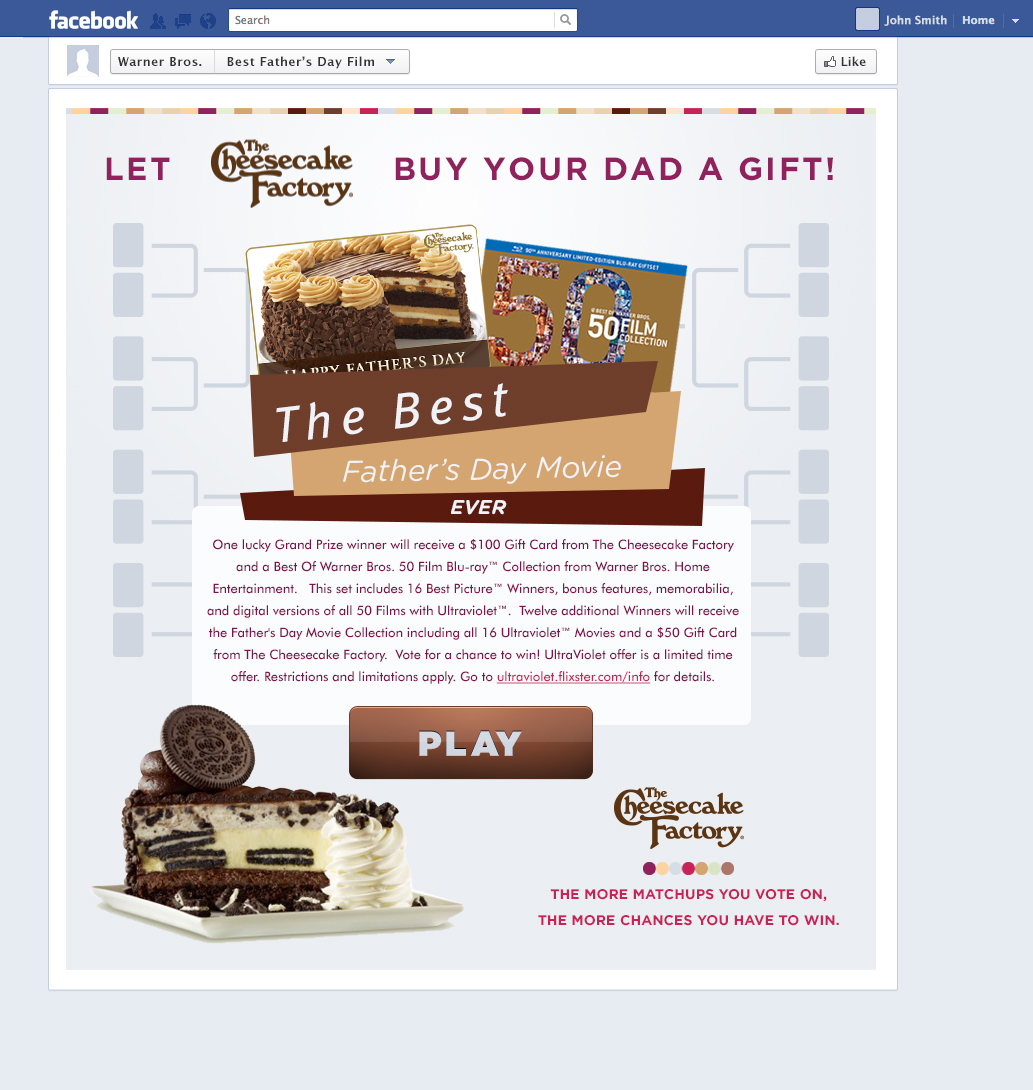 facebook
Search
John Smith
Home
Warner Bros.
Best Father's Day Film
Like
LET The Cheesecake Factory® BUY YOUR DAD A GIFT!
The Cheesecake Factory
HAPPY FATHER'S DAY
BLU-RAY 90TH ANNIVERSARY LIMITED-EDITION BLU-RAY GIFTSET
50
BEST OF WARNER BROS.
50 FILM
COLLECTION
The Best
Father's Day Movie
EVER
One lucky Grand Prize winner will receive a $100 Gift Card from The Cheesecake Factory
and a Best Of Warner Bros. 50 Film Blu-ray™ Collection from Warner Bros. Home
Entertainment. This set includes 16 Best Picture™ Winners, bonus features, memorabilia,
and digital versions of all 50 Films with Ultraviolet™. Twelve additional Winners will receive
the Father's Day Movie Collection including all 16 Ultraviolet™ Movies and a $50 Gift Card
from The Cheesecake Factory. Vote for a chance to win! UltraViolet offer is a limited time
offer. Restrictions and limitations apply. Go to ultraviolet.flixster.com/info for details.
PLAY
The
Cheesecake
Factory®
THE MORE MATCHUPS YOU VOTE ON,
THE MORE CHANCES YOU HAVE TO WIN.